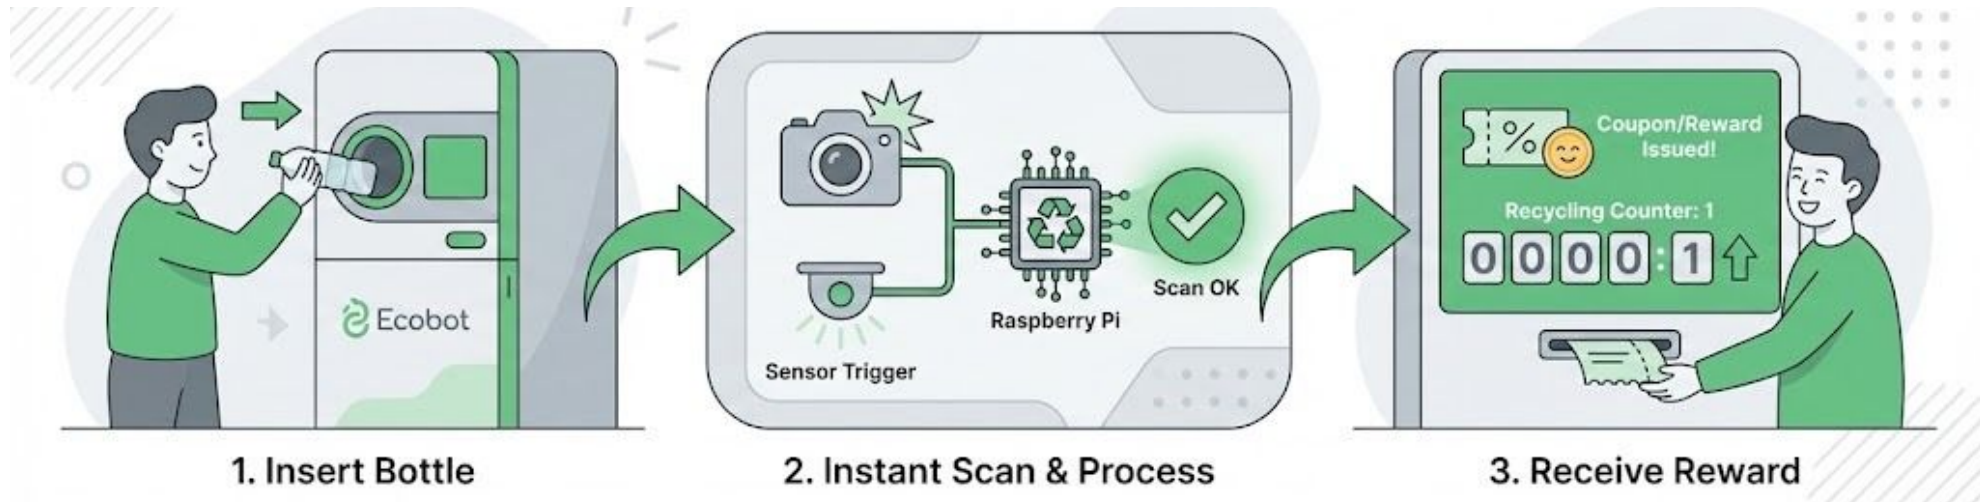 Ecobot
1. Insert Bottle
Sensor Trigger
Raspberry Pi
Scan OK
2. Instant Scan & Process
%
Coupon/Reward
Issued!
Recycling Counter: 1
0000:1
3. Receive Reward